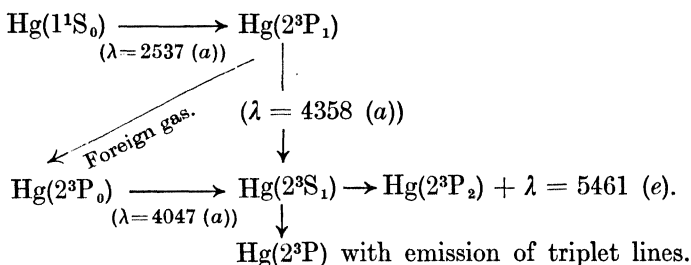 Hg(1¹S₀) ⟶ Hg(2³P₁)
(λ=2537 (a))
(λ = 4358 (a))
Foreign gas.
Hg(2³P₀) ⟶ Hg(2³S₁) → Hg(2³P₂) + λ = 5461 (e).
(λ=4047 (a))
Hg(2³P) with emission of triplet lines.